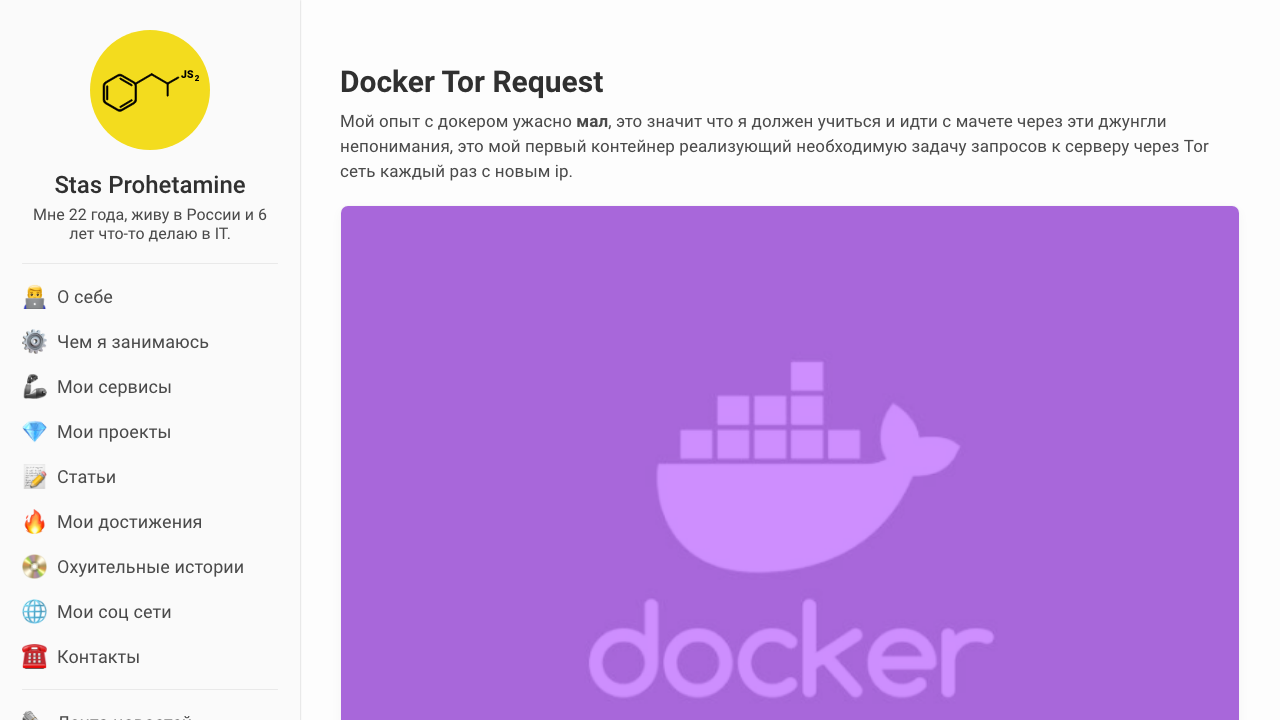 JS2
Stas Prohetamine
Мне 22 года, живу в России и 6
лет что-то делаю в IT.
О себе
Чем я занимаюсь
Мои сервисы
Мои проекты
Статьи
Мои достижения
Охуительные истории
Мои соц сети
Контакты
Docker Tor Request
Мой опыт с докером ужасно мал, это значит что я должен учиться и идти с мачете через эти джунгли
непонимания, это мой первый контейнер реализующий необходимую задачу запросов к серверу через Tor
сеть каждый раз с новым ip.
docker